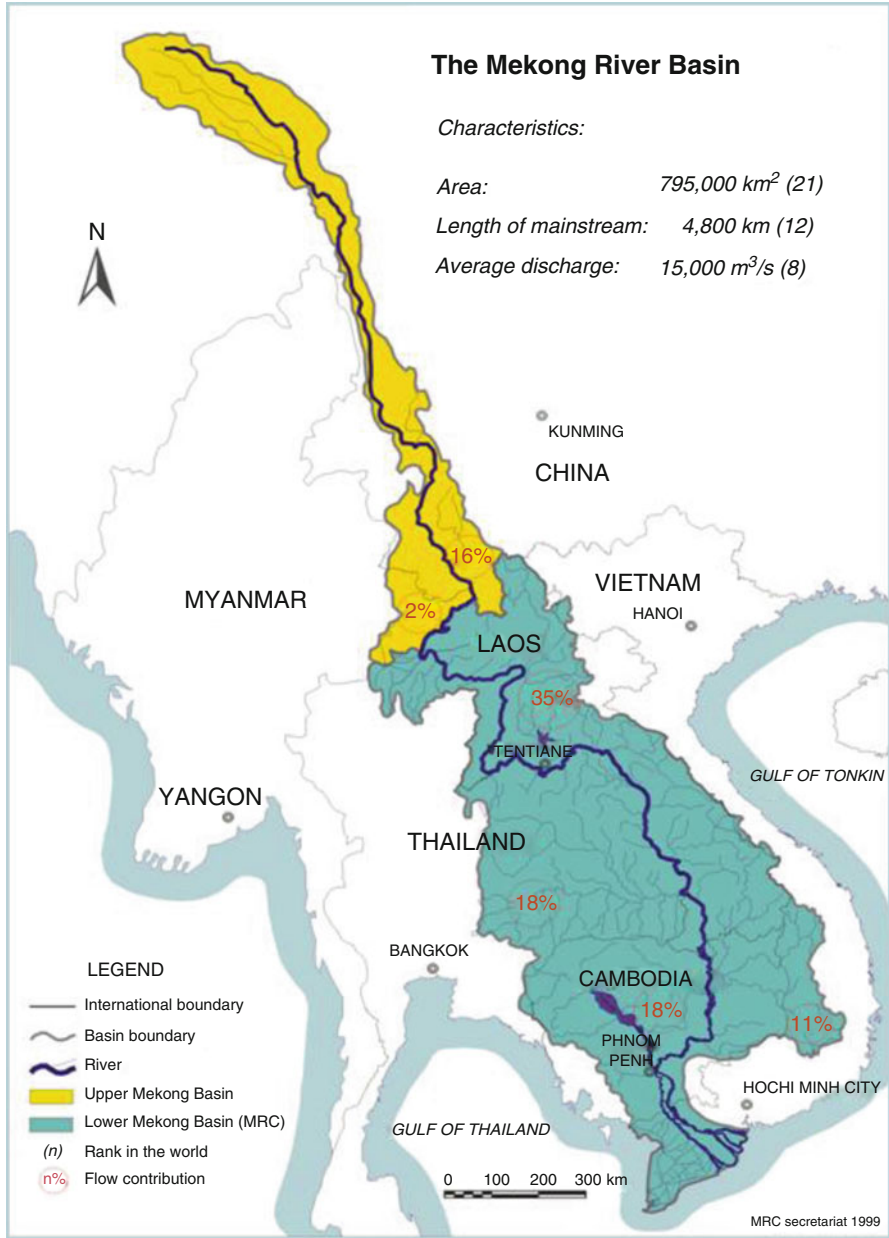 The Mekong River Basin
Characteristics:
Area: 795,000 km² (21)
Length of mainstream: 4,800 km (12)
Average discharge: 15,000 m³/s (8)
N
KUNMING
CHINA
16%
VIETNAM
MYANMAR
2%
HANOI
LAOS
35%
TENTIANE
GULF OF TONKIN
YANGON
THAILAND
18%
BANGKOK
CAMBODIA
18%
11%
PHNOM
PENH
HOCHI MINH CITY
GULF OF THAILAND
LEGEND
International boundary
Basin boundary
River
Upper Mekong Basin
Lower Mekong Basin (MRC)
(n) Rank in the world
n% Flow contribution
0 100 200 300 km
MRC secretariat 1999